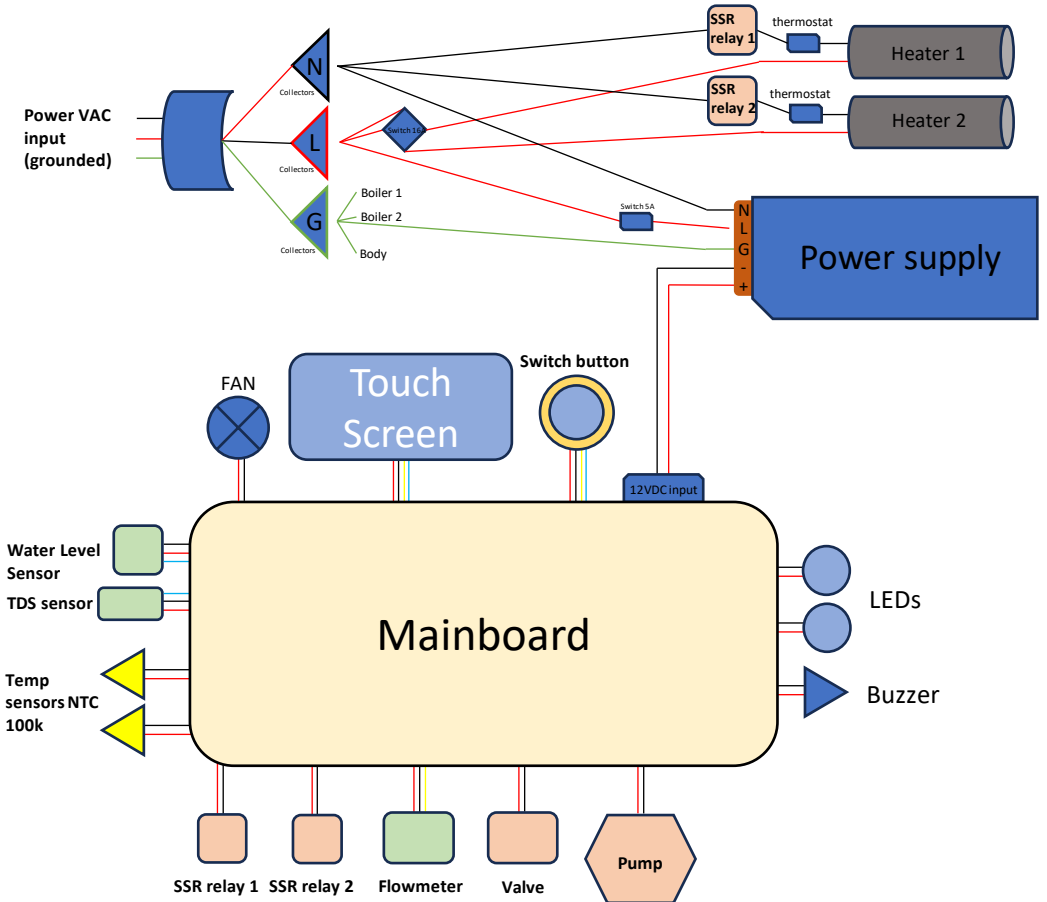 SSR
relay 1
thermostat
Heater 1
N
Collectors
SSR
relay 2
thermostat
Heater 2
Power VAC
input
(grounded)
L
Collectors
Switch 16A
G
Collectors
Boiler 1
Boiler 2
Body
Switch 5A
N
L
G
-
+
Power supply
FAN
Touch
Screen
Switch button
12VDC input
Water Level
Sensor
TDS sensor
Temp
sensors NTC
100k
Mainboard
LEDs
Buzzer
SSR relay 1
SSR relay 2
Flowmeter
Valve
Pump